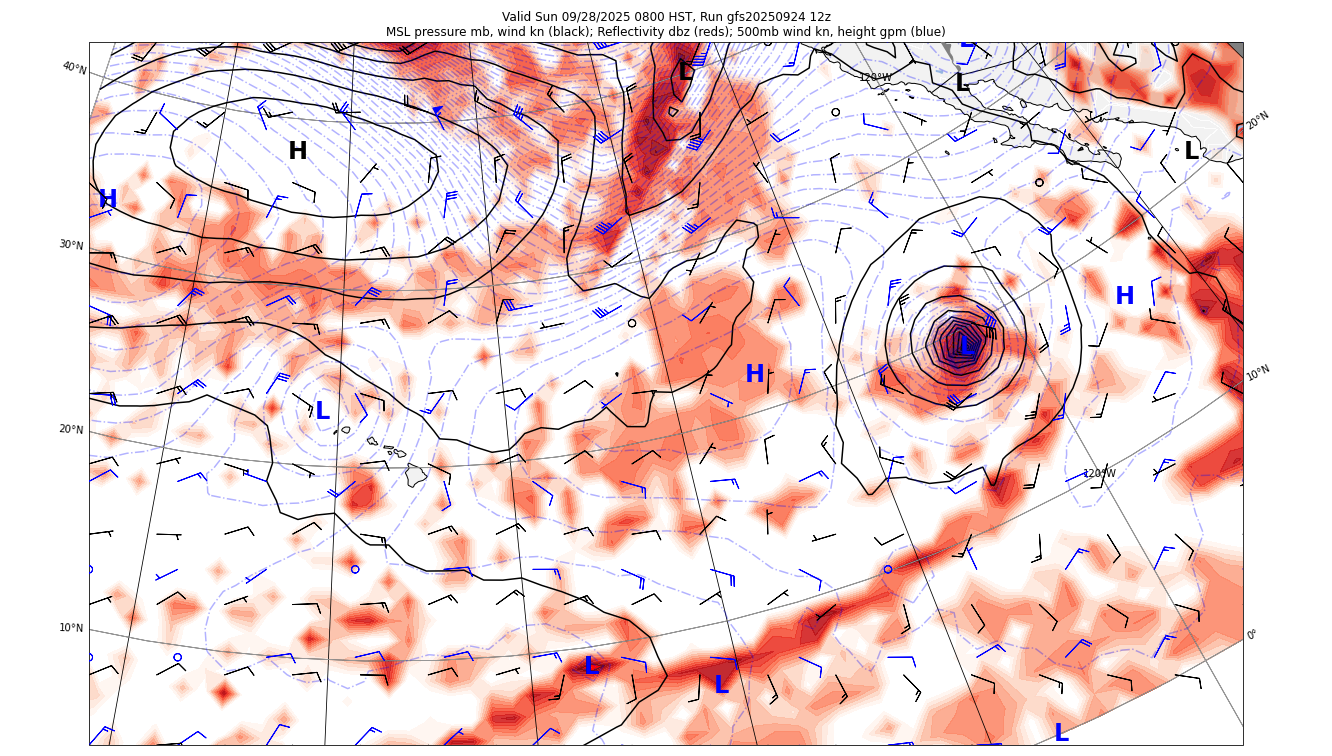 Valid Sun 09/28/2025 0800 HST, Run gfs20250924 12z
MSL pressure mb, wind kn (black); Reflectivity dbz (reds); 500mb wind kn, height gpm (blue)
L
40°N
L
120°W
L
20°N
H
L
H
30°N
H
L
10°N
H
L
20°N
120°W
10°N
0°
L
L
L